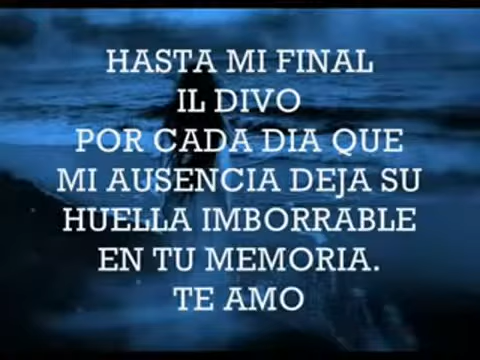 HASTA MI FINAL
IL DIVO
POR CADA DIA QUE
MI AUSENCIA DEJA SU
HUELLA IMBORRABLE
EN TU MEMORIA.
TE AMO